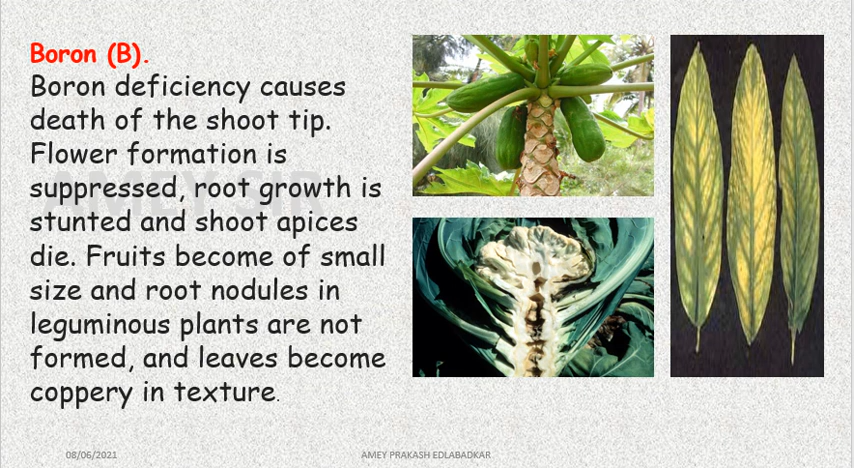 Boron (B).
Boron deficiency causes
death of the shoot tip.
Flower formation is
suppressed, root growth is
stunted and shoot apices
die. Fruits become of small
size and root nodules in
leguminous plants are not
formed, and leaves become
coppery in texture.
AMEY SIR
08/06/2021
AMEY PRAKASH EDLABADKAR